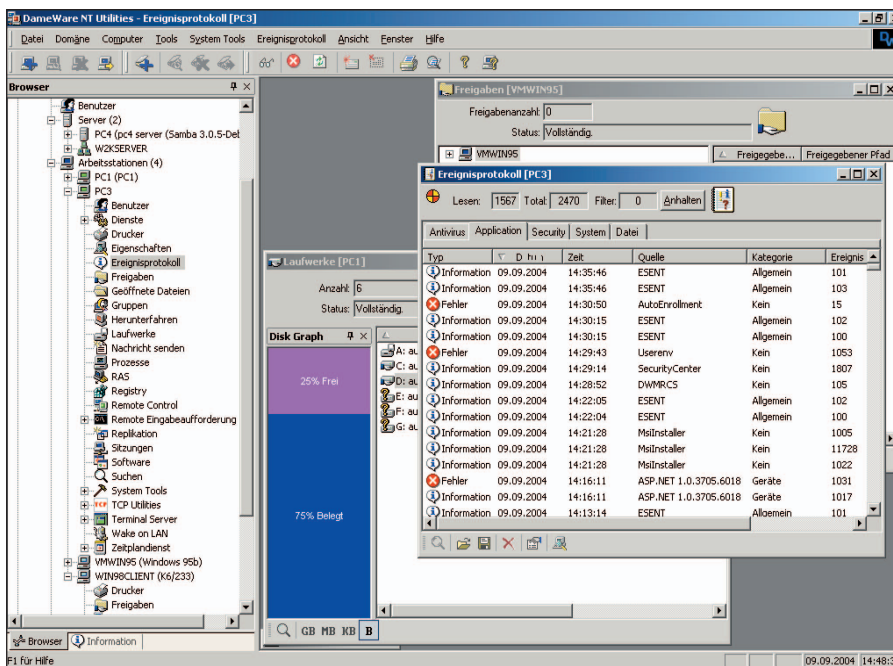 DameWare NT Utilities - Ereignisprotokoll [PC3]
Datei Domäne Computer Tools System Tools Ereignisprotokoll Ansicht Fenster Hilfe
Browser
Benutzer
Server (2)
PC4 (pc4 server (Samba 3.0.5-Det
W2KSERVER
Arbeitsstationen (4)
PC1 (PC1)
PC3
Benutzer
Dienste
Drucker
Eigenschaften
Ereignisprotokoll
Freigaben
Geöffnete Dateien
Gruppen
Herunterfahren
Laufwerke
Nachricht senden
Prozesse
RAS
Registry
Remote Control
Remote Eingabeaufforderung
Replikation
Sitzungen
Software
Suchen
System Tools
TCP Utilities
Terminal Server
Wake on LAN
Zeitplandienst
VMWIN95 (Windows 95b)
WIN98CLIENT (K6/233)
Drucker
Freigaben
Browser Information
Freigaben [VMWIN95]
Freigabenanzahl: 0
Status: Vollständig.
VMWIN95 Freigegebe... Freigegebener Pfad
Laufwerke [PC1]
Anzahl: 6
Status: Vollständig.
Disk Graph
25% Frei
75% Belegt
A: au
C: au
D: au
E: au
F: au
G: au
GB MB KB B
Ereignisprotokoll [PC3]
Lesen: 1567 Total: 2470 Filter: 0 Anhalten
Antivirus Application Security System Datei
Typ Zeit Quelle Kategorie Ereignis
Information 09.09.2004 14:35:46 ESENT Allgemein 101
Information 09.09.2004 14:35:46 ESENT Allgemein 103
Fehler 09.09.2004 14:30:50 AutoEnrollment Kein 15
Information 09.09.2004 14:30:15 ESENT Allgemein 102
Information 09.09.2004 14:30:15 ESENT Allgemein 100
Fehler 09.09.2004 14:29:43 Userenv Kein 1053
Information 09.09.2004 14:29:14 SecurityCenter Kein 1807
Information 09.09.2004 14:28:52 DWMRCS Kein 105
Information 09.09.2004 14:22:05 ESENT Allgemein 102
Information 09.09.2004 14:22:04 ESENT Allgemein 100
Information 09.09.2004 14:21:28 MsiInstaller Kein 1005
Information 09.09.2004 14:21:28 MsiInstaller Kein 11728
Information 09.09.2004 14:21:28 MsiInstaller Kein 1022
Fehler 09.09.2004 14:16:11 ASP.NET 1.0.3705.6018 Geräte 1031
Information 09.09.2004 14:16:11 ASP.NET 1.0.3705.6018 Geräte 1017
Information 09.09.2004 14:13:14 ESENT Allgemein 101
F1 für Hilfe 09.09.2004